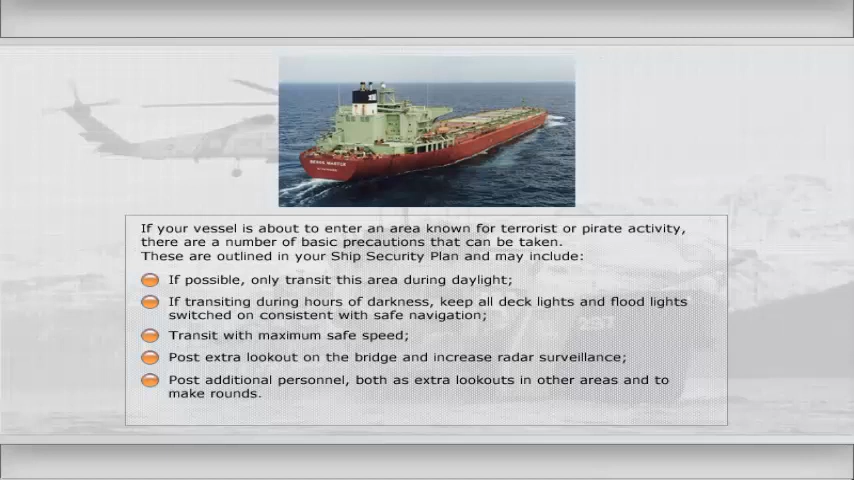 If your vessel is about to enter an area known for terrorist or pirate activity,
there are a number of basic precautions that can be taken.
These are outlined in your Ship Security Plan and may include:
If possible, only transit this area during daylight;
If transiting during hours of darkness, keep all deck lights and flood lights
switched on consistent with safe navigation;
Transit with maximum safe speed;
Post extra lookout on the bridge and increase radar surveillance;
Post additional personnel, both as extra lookouts in other areas and to
make rounds.